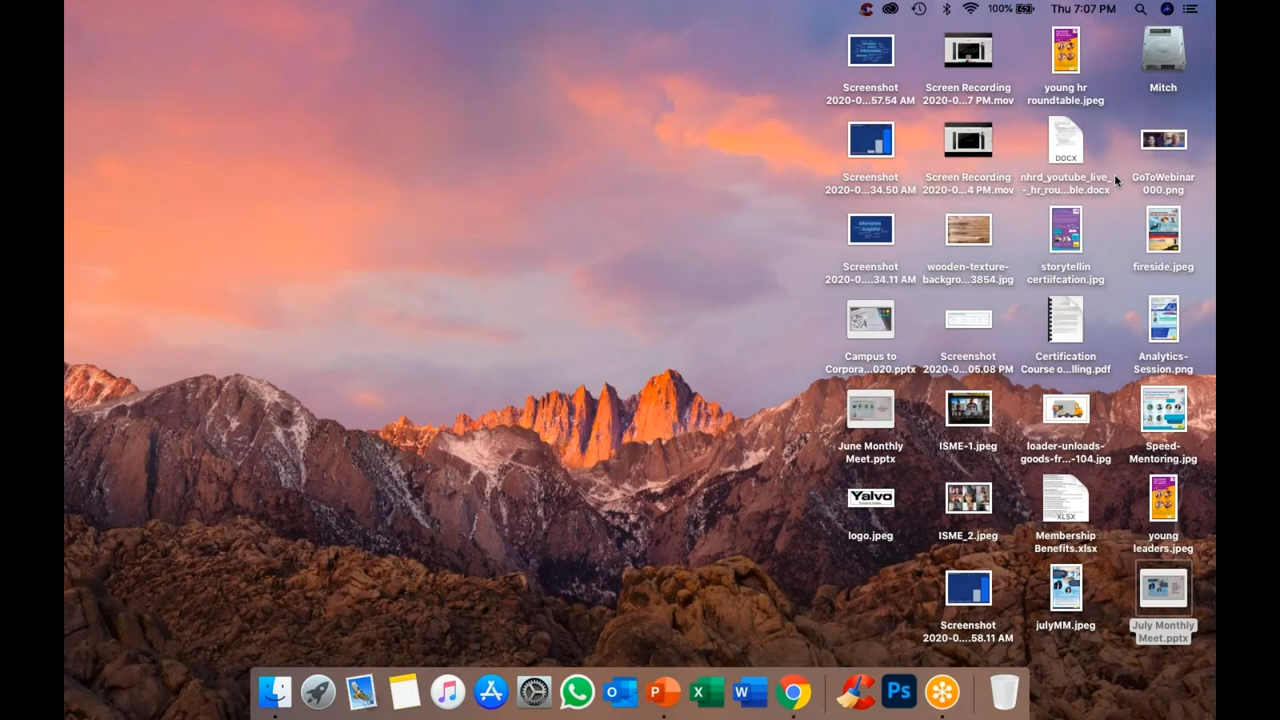 100% Thu 7:07 PM
Screenshot
2020-0...57.54 AM
Screen Recording
2020-0...7 PM.mov
young hr
roundtable.jpeg
Mitch
DOCX
Screenshot
2020-0...34.50 AM
Screen Recording
2020-0...4 PM.mov
nhrd_youtube_live_
-_hr_rou...ble.docx
GoToWebinar
000.png
Screenshot
2020-0....34.11 AM
wooden-texture-
backgro...3854.jpg
storytellin
certiifcation.jpg
fireside.jpeg
Campus to
Corpora...020.pptx
Screenshot
2020-0...05.08 PM
Certification
Course o...lling.pdf
Analytics-
Session.png
June Monthly
Meet.pptx
ISME-1.jpeg
loader-unloads-
goods-fr...-104.jpg
Speed-
Mentoring.jpg
Yalvo
XLSX
logo.jpeg
ISME_2.jpeg
Membership
Benefits.xlsx
young
leaders.jpeg
Screenshot
2020-0....58.11 AM
julyMM.jpeg
July Monthly
Meet.pptx
O P X W Ps